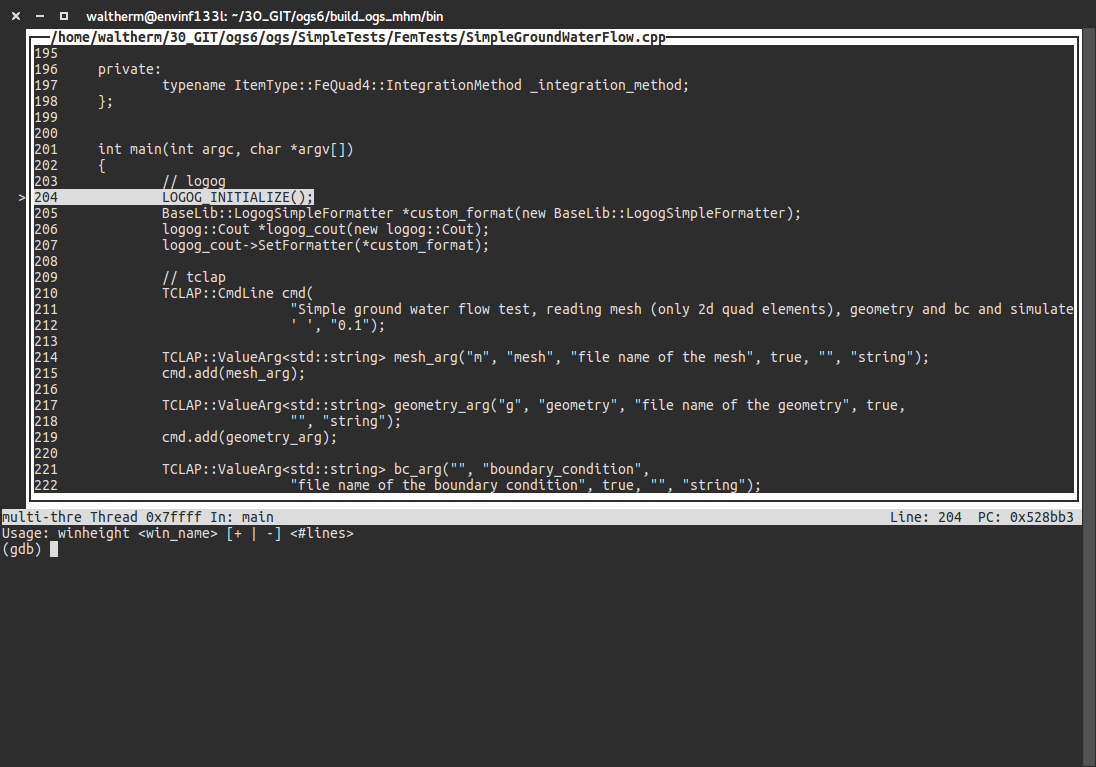 waltherm@envinf133l: ~/30_GIT/ogs6/build_ogs_mhm/bin
/home/waltherm/30_GIT/ogs6/ogs/SimpleTests/FemTests/SimpleGroundWaterFlow.cpp
195
196     private:
197             typename ItemType::FeQuad4::IntegrationMethod _integration_method;
198     };
199
200
201     int main(int argc, char *argv[])
202     {
203             // logog
> 204             LOGOG_INITIALIZE();
205             BaseLib::LogogSimpleFormatter *custom_format(new BaseLib::LogogSimpleFormatter);
206             logog::Cout *logog_cout(new logog::Cout);
207             logog_cout->SetFormatter(*custom_format);
208
209             // tclap
210             TCLAP::CmdLine cmd(
211                             "Simple ground water flow test, reading mesh (only 2d quad elements), geometry and bc and simulate
212                             ' ', "0.1");
213
214             TCLAP::ValueArg<std::string> mesh_arg("m", "mesh", "file name of the mesh", true, "", "string");
215             cmd.add(mesh_arg);
216
217             TCLAP::ValueArg<std::string> geometry_arg("g", "geometry", "file name of the geometry", true,
218                             "", "string");
219             cmd.add(geometry_arg);
220
221             TCLAP::ValueArg<std::string> bc_arg("", "boundary_condition",
222                             "file name of the boundary condition", true, "", "string");
multi-thre Thread 0x7ffff In: main    Line: 204  PC: 0x528bb3
Usage: winheight <win_name> [+ | -] <#lines>
(gdb)